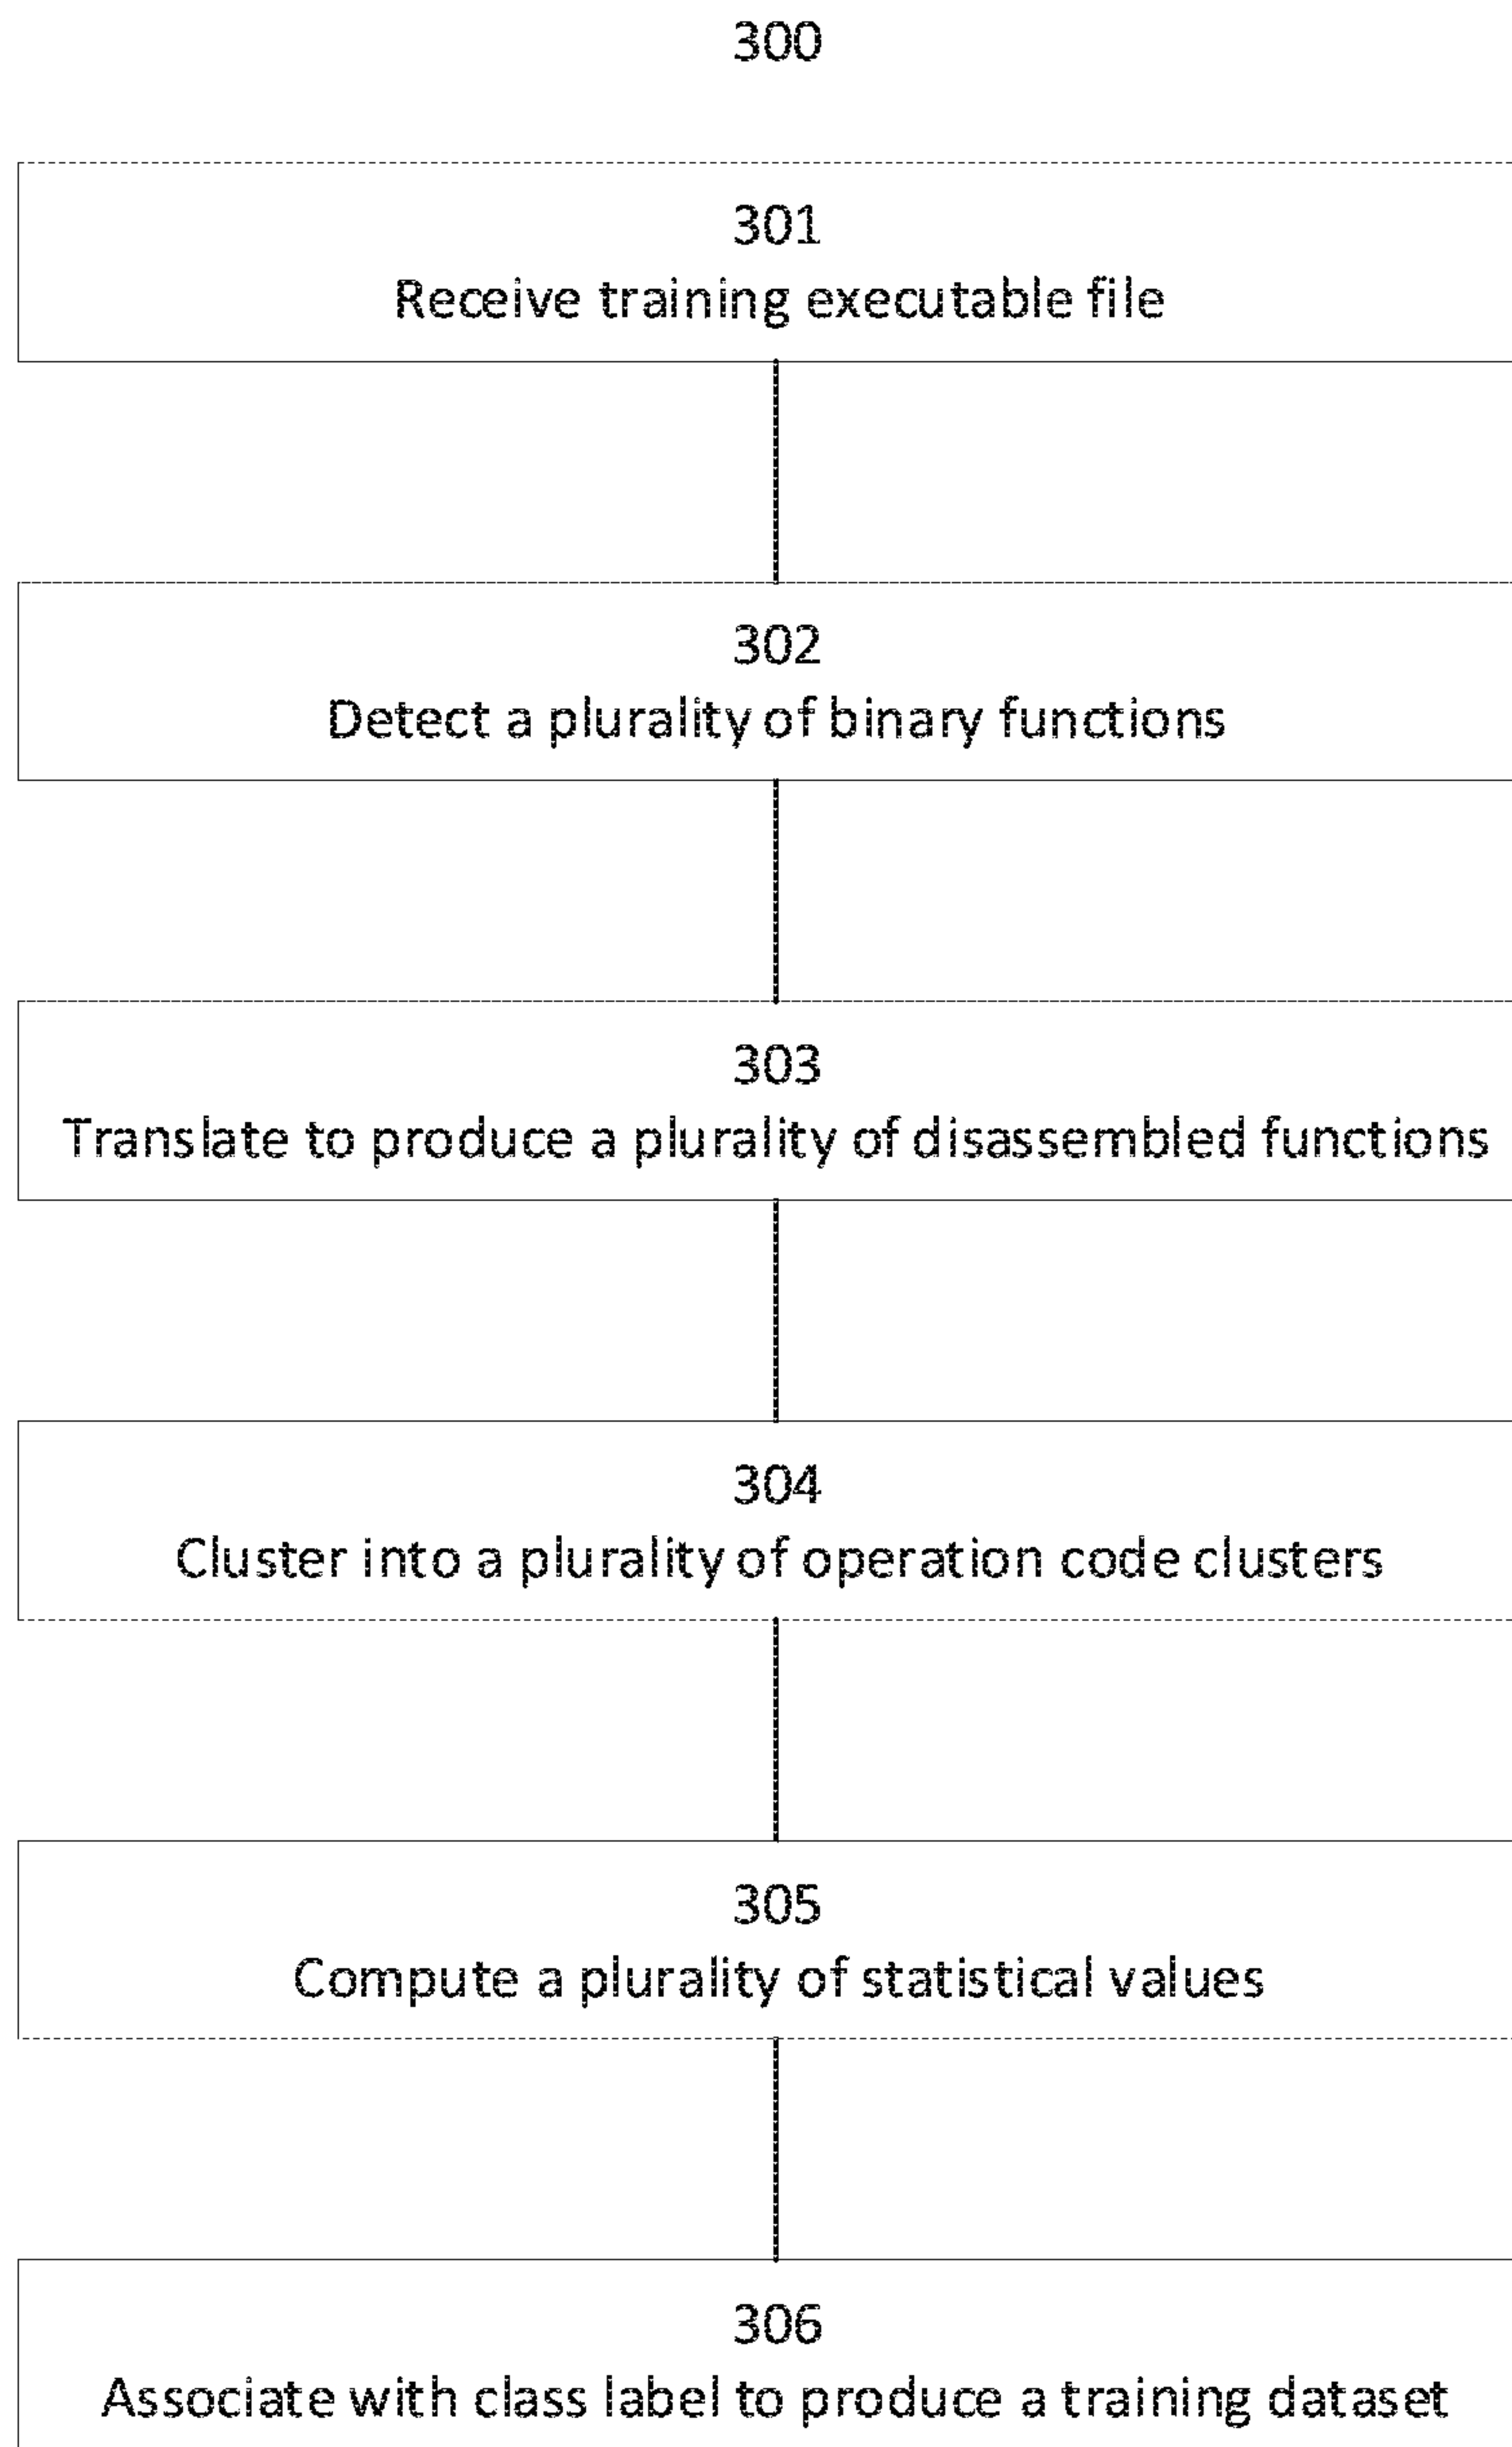 300
301
Receive training executable file
302
Detect a plurality of binary functions
303
Translate to produce a plurality of disassembled functions
304
Cluster into a plurality of operation code clusters
305
Compute a plurality of statistical values
306
Associate with class label to produce a training dataset